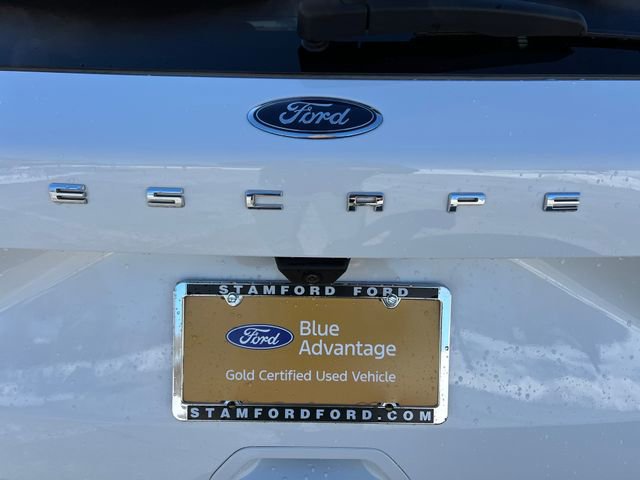 Ford
ESCAPE
STAMFORD FORD
Ford
Blue
Advantage
Gold Certified Used Vehicle
STAMFORDFORD.COM